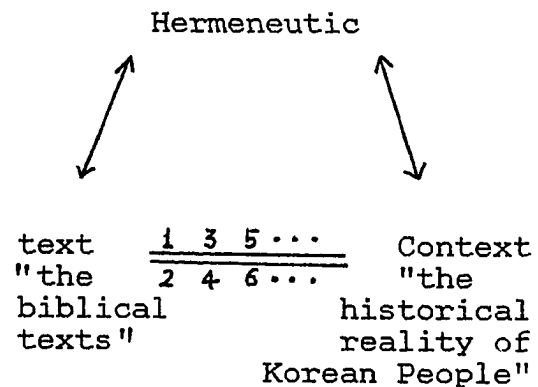 Hermeneutic
text 1 3 5 ··· Context
"the 2 4 6 ··· "the
biblical historical
texts" reality of
Korean People"